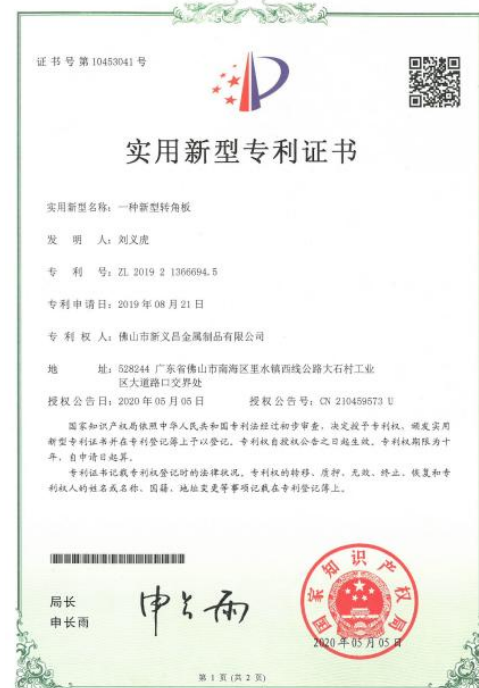 证书号第10453041号
实用新型专利证书
实用新型名称：一种新型转角板
发明人：刘义虎
专利号：ZL 2019 2 1366694.5
专利申请日：2019年08月21日
专利权人：佛山市新义昌金属制品有限公司
地址：528244 广东省佛山市南海区里水镇西线公路大石村工业
区大道路口交界处
授权公告日：2020年05月05日 授权公告号：CN 210459573 U
国家知识产权局依照中华人民共和国专利法经过初步审查，决定授予专利权，颁发实用
新型专利证书并在专利登记簿上予以登记。专利权自授权公告之日起生效。专利权期限为十
年，自申请日起算。
专利证书记载专利权登记时的法律状况。专利权的转移、质押、无效、终止、恢复和专
利权人的姓名或名称、国籍、地址变更等事项记载在专利登记簿上。
局长
申长雨
申长雨
国家知识产权局
2020年05月05日
第1页(共2页)